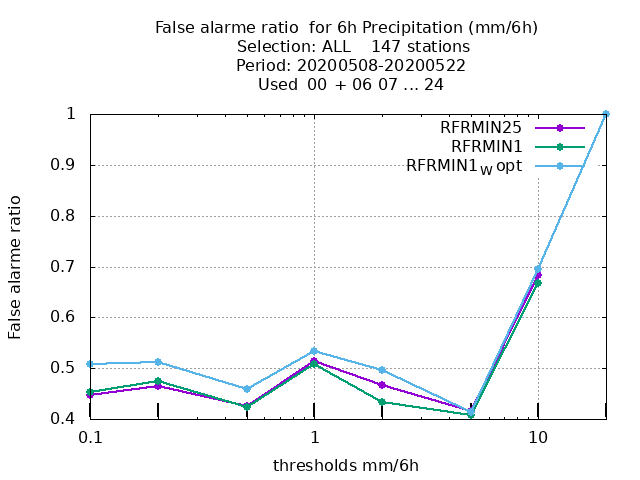 False alarme ratio  for 6h Precipitation (mm/6h)
Selection: ALL    147 stations
Period: 20200508-20200522
Used  00 + 06 07 ... 24
RFRMIN25
RFRMIN1
RFRMIN1_W opt
False alarme ratio
1
0.9
0.8
0.7
0.6
0.5
0.4
0.1 1 10
thresholds mm/6h